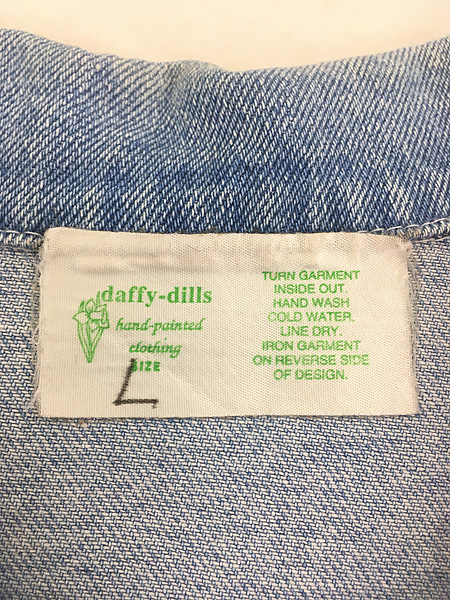 daffy-dills
hand-painted
clothing
SIZE
L
TURN GARMENT
INSIDE OUT.
HAND WASH
COLD WATER.
LINE DRY.
IRON GARMENT
ON REVERSE SIDE
OF DESIGN.